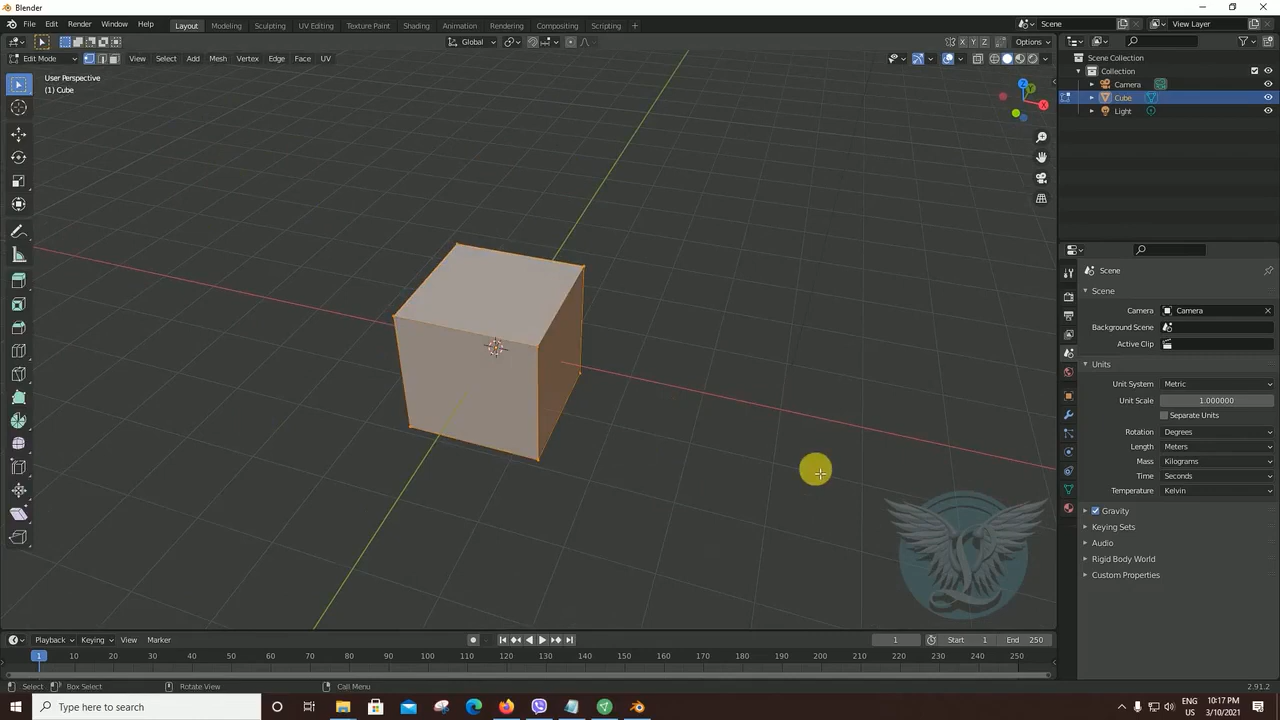 Blender
File Edit Render Window Help Layout Modeling Sculpting UV Editing Texture Paint Shading Animation Rendering Compositing Scripting + Scene View Layer
Global X Y Z Options
Edit Mode View Select Add Mesh Vertex Edge Face UV
User Perspective
(1) Cube
Z
Y
X
Scene Collection
Collection
Camera
Cube
Light
Scene
Scene
Camera Camera
Background Scene
Active Clip
Units
Unit System Metric
Unit Scale 1.000000
Separate Units
Rotation Degrees
Length Meters
Mass Kilograms
Time Seconds
Temperature Kelvin
Gravity
Keying Sets
Audio
Rigid Body World
Custom Properties
Playback Keying View Marker 1 Start 1 End 250
1 10 20 30 40 50 60 70 80 90 100 110 120 130 140 150 160 170 180 190 200 210 220 230 240 250
Select Box Select Rotate View Call Menu 2.91.2
Type here to search
ENG
US
10:17 PM
3/10/2021